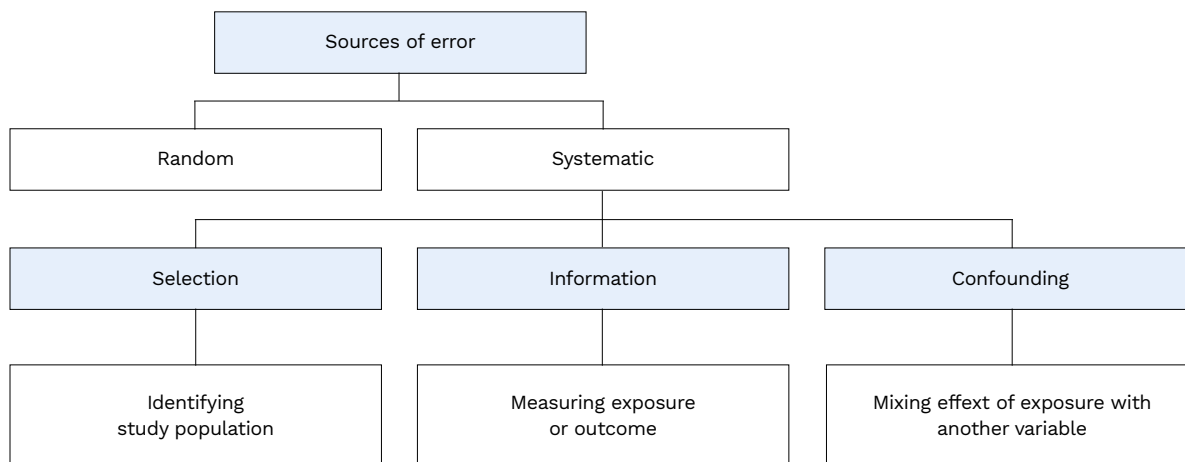 Sources of error
Random
Systematic
Selection
Information
Confounding
Identifying
study population
Measuring exposure
or outcome
Mixing effext of exposure with
another variable